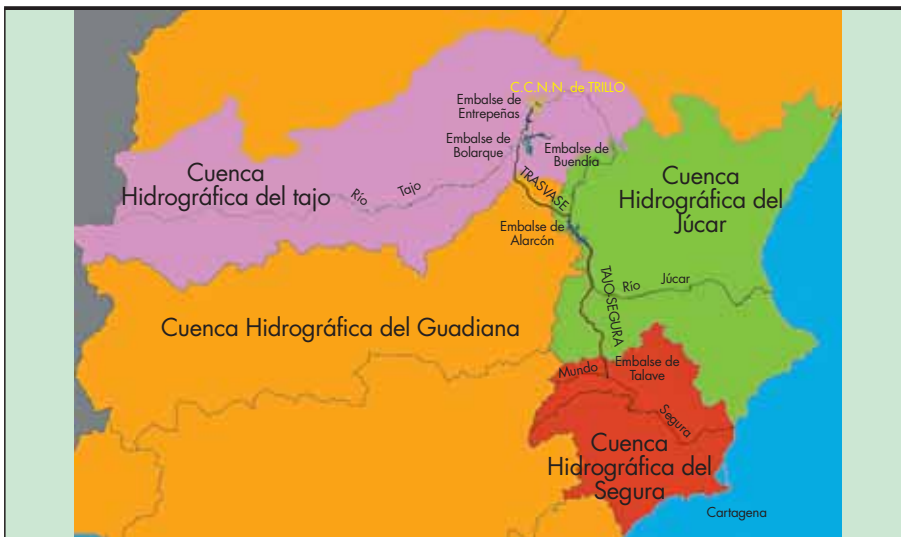 C.C.N.N. de TRILLO
Embalse de
Entrepeñas
Embalse de
Bolarque
Embalse de
Buendía
Cuenca
Hidrográfica del tajo
Río
Tajo
TRASVASE
Cuenca
Hidrográfica del
Júcar
Embalse de
Alarcón
TAJO-SEGURA
Río
Júcar
Cuenca Hidrográfica del Guadiana
Embalse de
Talave
Mundo
Segura
Cuenca
Hidrográfica del
Segura
Cartagena